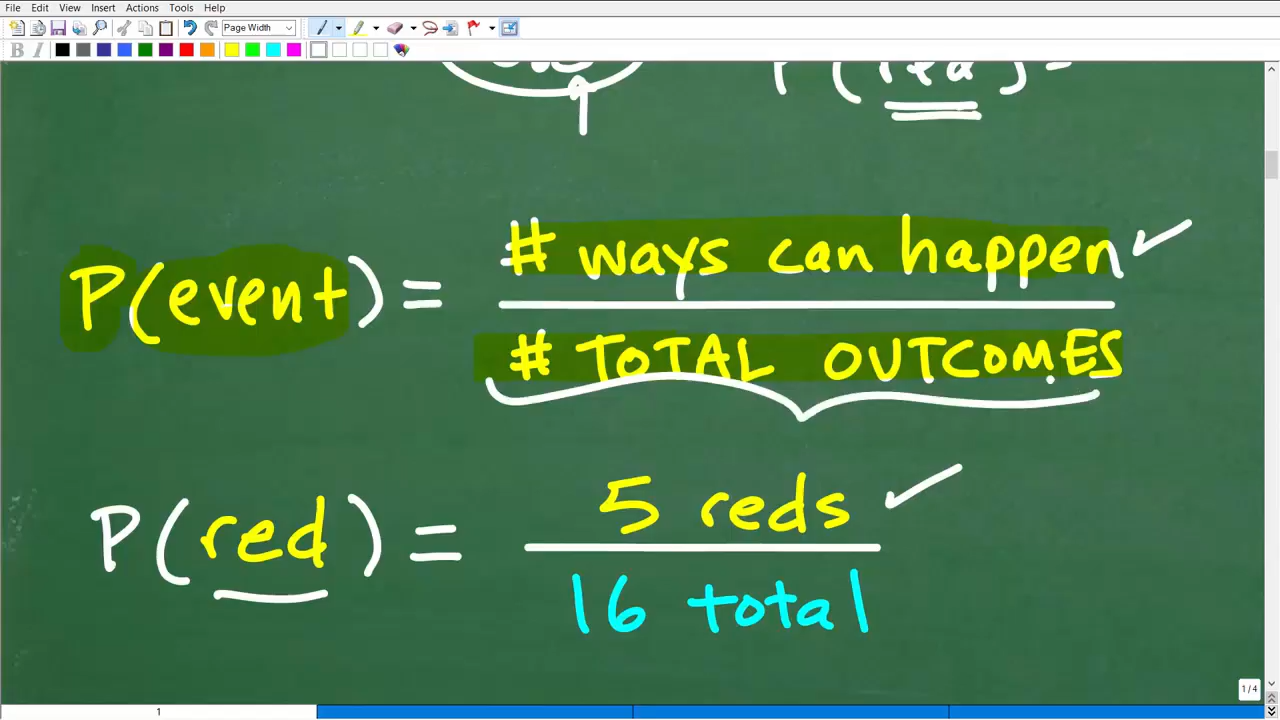 File Edit View Insert Actions Tools Help
Page Width
B I
P(red)=
P(event)= # ways can happen
# TOTAL OUTCOMES
P(red)= 5 reds
16 total
1/4
1